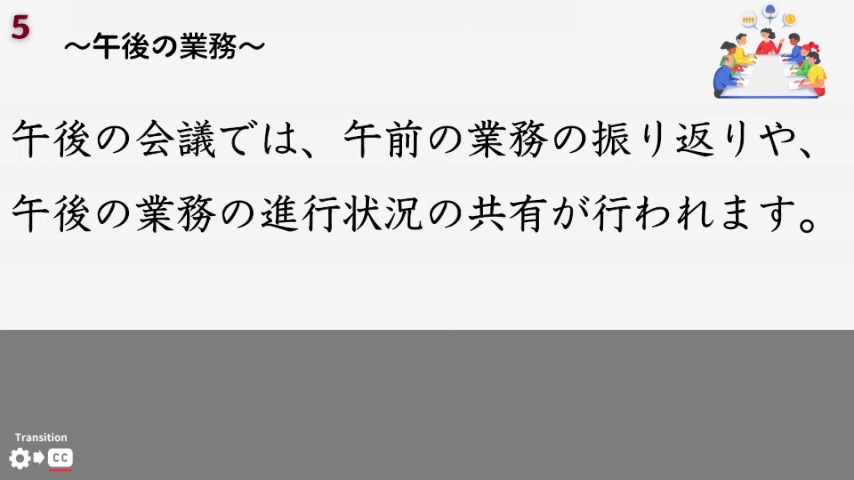 5
～午後の業務～
午後の会議では、午前の業務の振り返りや、
午後の業務の進行状況の共有が行われます。
Transition
CC